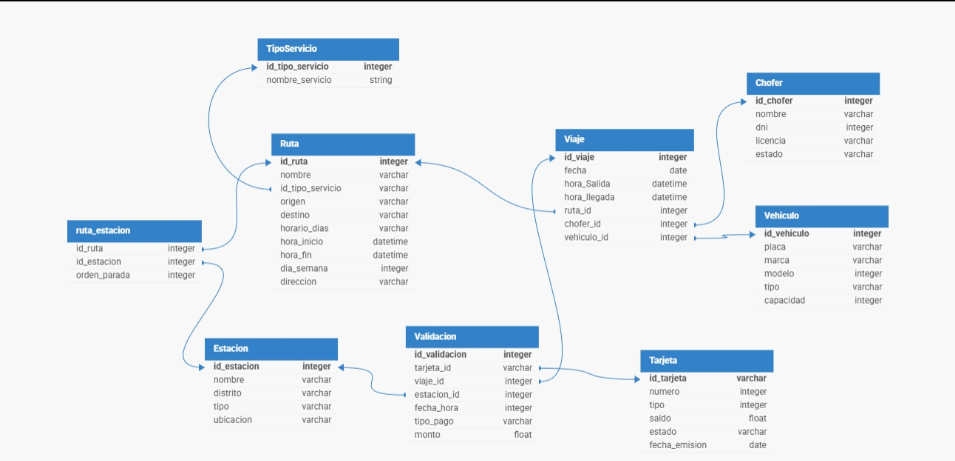 TipoServicio
id_tipo_servicio integer
nombre_servicio string
Chofer
id_chofer integer
nombre varchar
dni integer
licencia varchar
estado varchar
Ruta
id_ruta integer
nombre varchar
id_tipo_servicio varchar
origen varchar
destino varchar
horario_dias varchar
hora_inicio datetime
hora_fin datetime
dia_semana integer
direccion varchar
Viaje
id_viaje integer
fecha date
hora_Salida datetime
hora_llegada datetime
ruta_id integer
chofer_id integer
vehiculo_id integer
Vehiculo
id_vehiculo integer
placa varchar
marca varchar
modelo integer
tipo varchar
capacidad integer
ruta_estacion
id_ruta integer
id_estacion integer
orden_parada integer
Estacion
id_estacion integer
nombre varchar
distrito varchar
tipo varchar
ubicacion varchar
Validacion
id_validacion integer
tarjeta_id varchar
viaje_id integer
estacion_id integer
fecha_hora integer
tipo_pago varchar
monto float
Tarjeta
id_tarjeta varchar
numero integer
tipo integer
saldo float
estado varchar
fecha_emision date